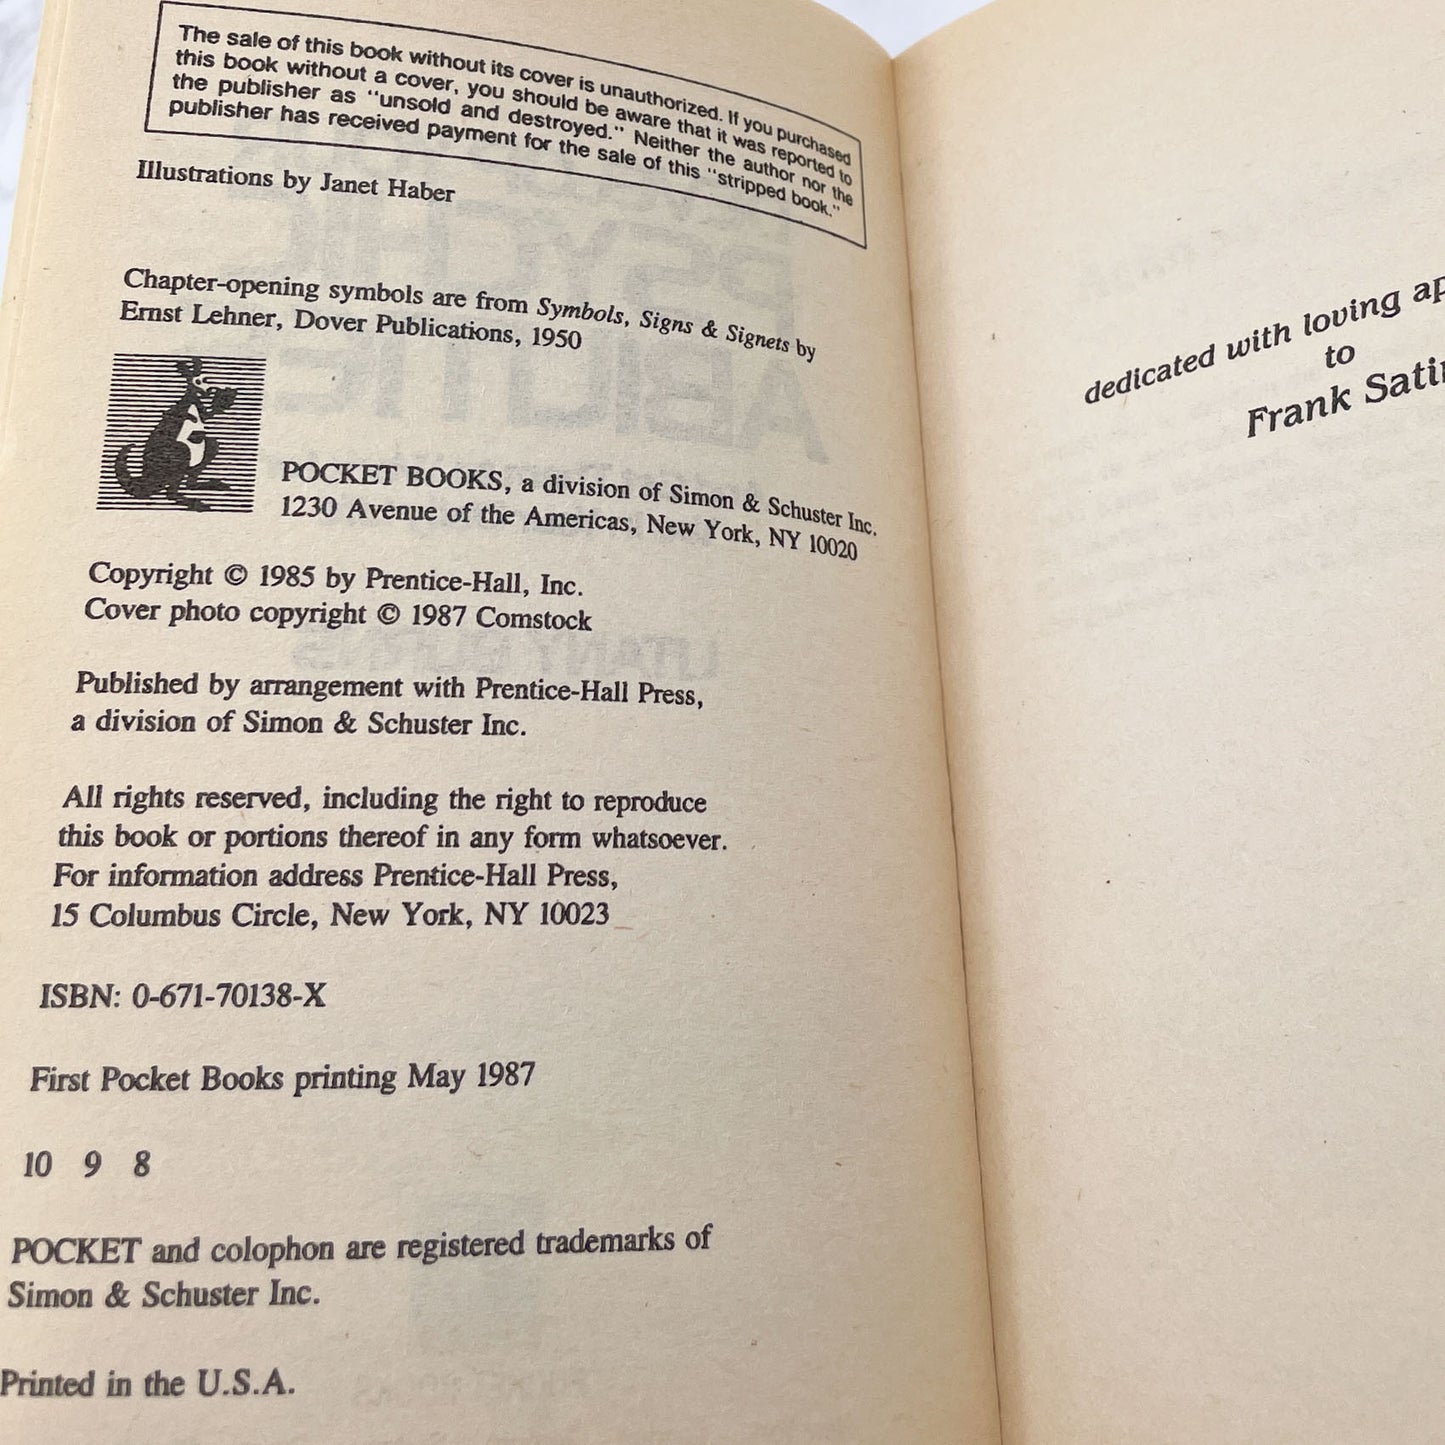 The sale of this book without its cover is unauthorized. If you purchased
this book without a cover, you should be aware that it was reported to
the publisher as "unsold and destroyed." Neither the author nor the
publisher has received payment for the sale of this "stripped book."
Illustrations by Janet Haber
Chapter-opening symbols are from Symbols, Signs & Signets by
Ernst Lehner, Dover Publications, 1950
POCKET BOOKS, a division of Simon & Schuster Inc.
1230 Avenue of the Americas, New York, NY 10020
Copyright © 1985 by Prentice-Hall, Inc.
Cover photo copyright © 1987 Comstock
Published by arrangement with Prentice-Hall Press,
a division of Simon & Schuster Inc.
All rights reserved, including the right to reproduce
this book or portions thereof in any form whatsoever.
For information address Prentice-Hall Press,
15 Columbus Circle, New York, NY 10023
ISBN: 0-671-70138-X
First Pocket Books printing May 1987
10 9 8
POCKET and colophon are registered trademarks of
Simon & Schuster Inc.
Printed in the U.S.A.
dedicated with loving
to
Frank